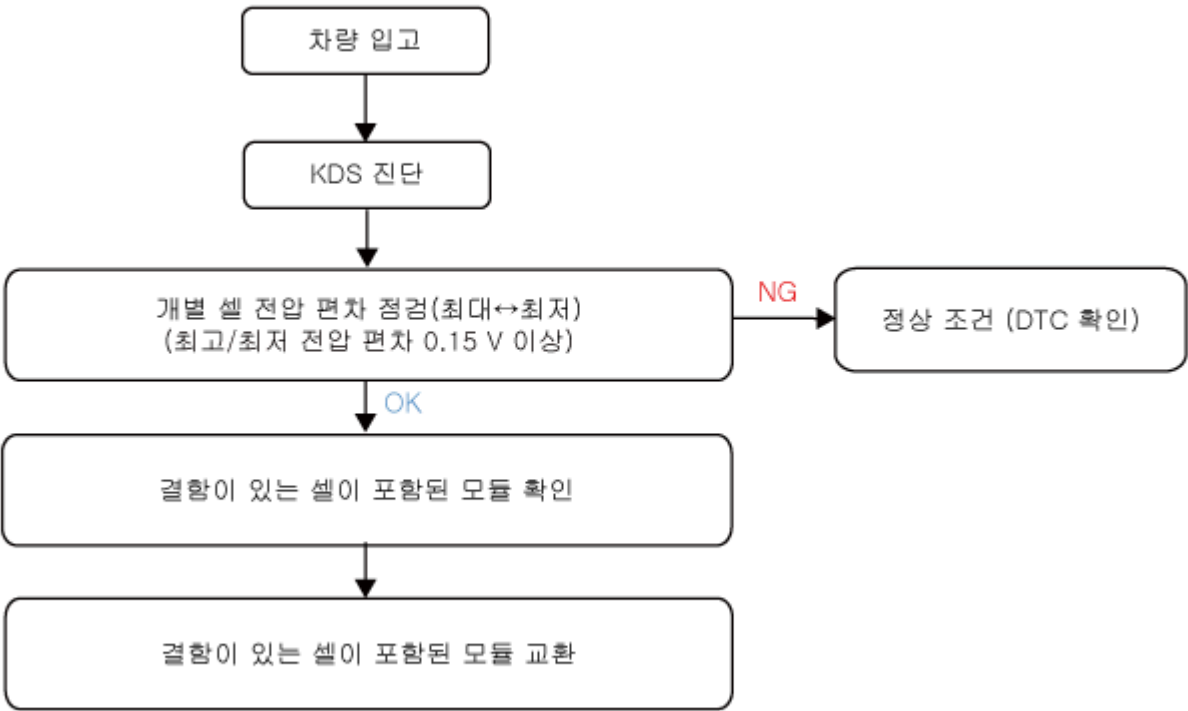 차량 입고
KDS 진단
개별 셀 전압 편차 점검(최대↔최저)
(최고/최저 전압 편차 0.15 V 이상)
NG
정상 조건 (DTC 확인)
OK
결함이 있는 셀이 포함된 모듈 확인
결함이 있는 셀이 포함된 모듈 교환